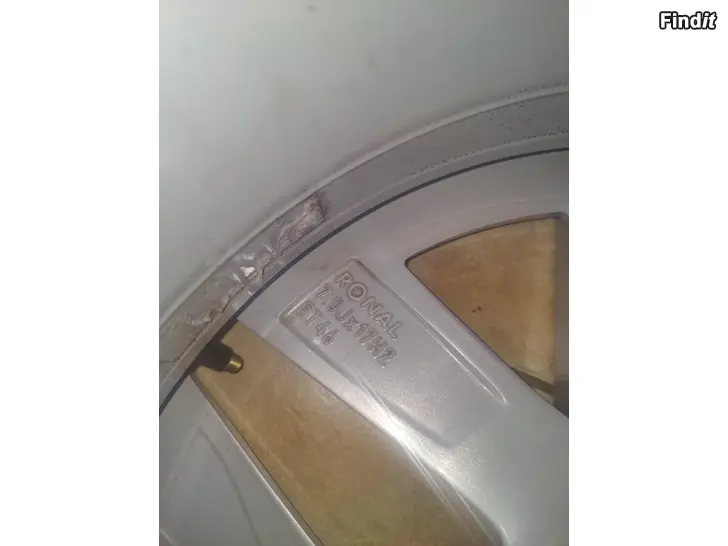 Findit
RONAL
7.0Jx17H2
ET46